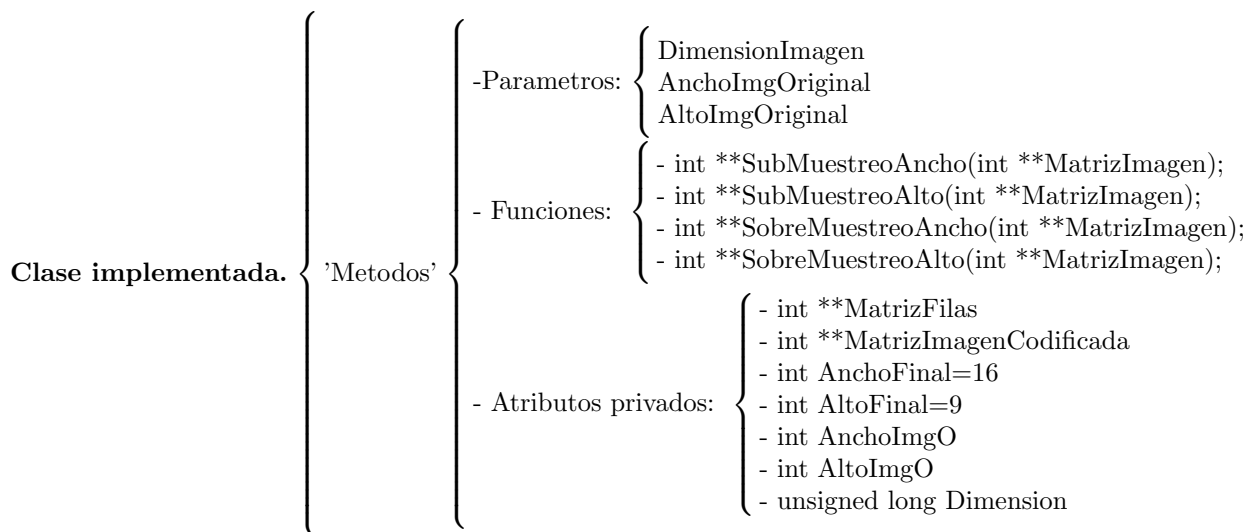 DimensionImagen
-Parametros: AnchoImgOriginal
AltoImgOriginal
- int **SubMuestreoAncho(int **MatrizImagen);
- int **SubMuestreoAlto(int **MatrizImagen);
- Funciones:
- int **SobreMuestreoAncho(int **MatrizImagen);
- int **SobreMuestreoAlto(int **MatrizImagen);
Clase implementada. 'Metodos'
- int **MatrizFilas
- int **MatrizImagenCodificada
- int AnchoFinal=16
- Atributos privados: - int AltoFinal=9
- int AnchoImgO
- int AltoImgO
- unsigned long Dimension